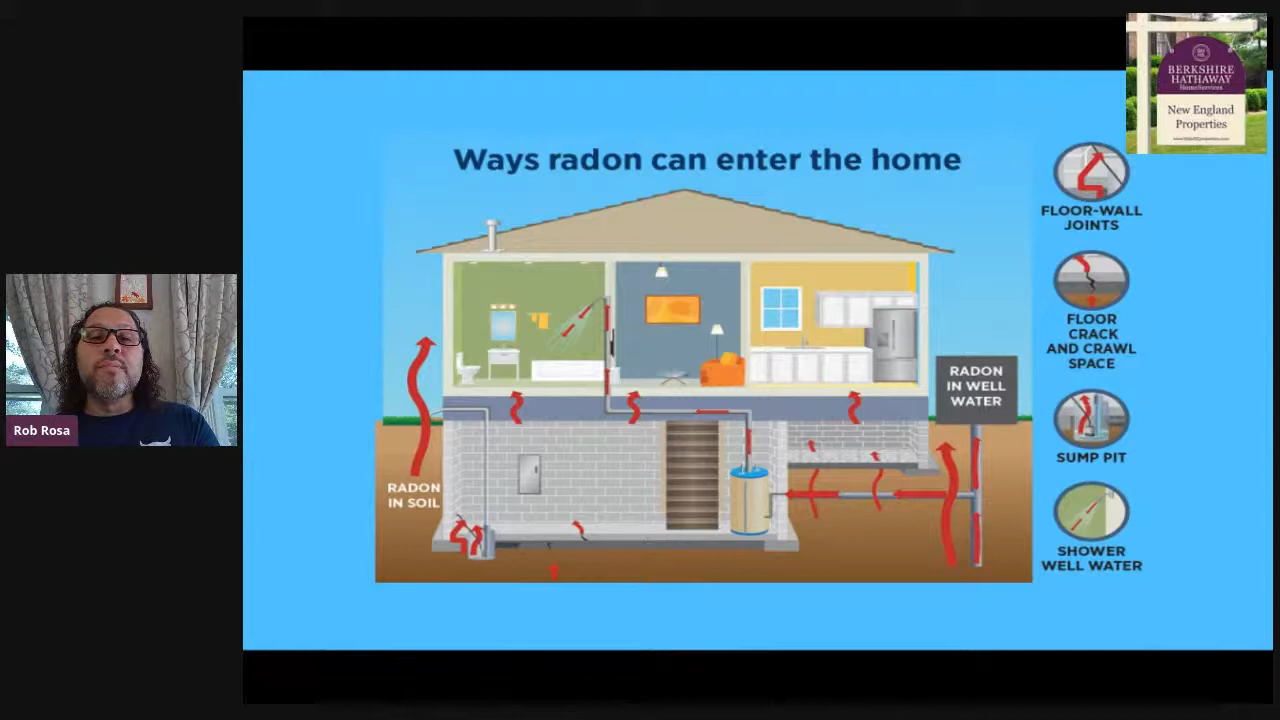 BERKSHIRE
HATHAWAY
HomeServices
New England
Properties
Ways radon can enter the home
FLOOR-WALL
JOINTS
FLOOR
CRACK
AND CRAWL
SPACE
RADON
IN WELL
WATER
Rob Rosa
SUMP PIT
RADON
IN SOIL
SHOWER
WELL WATER